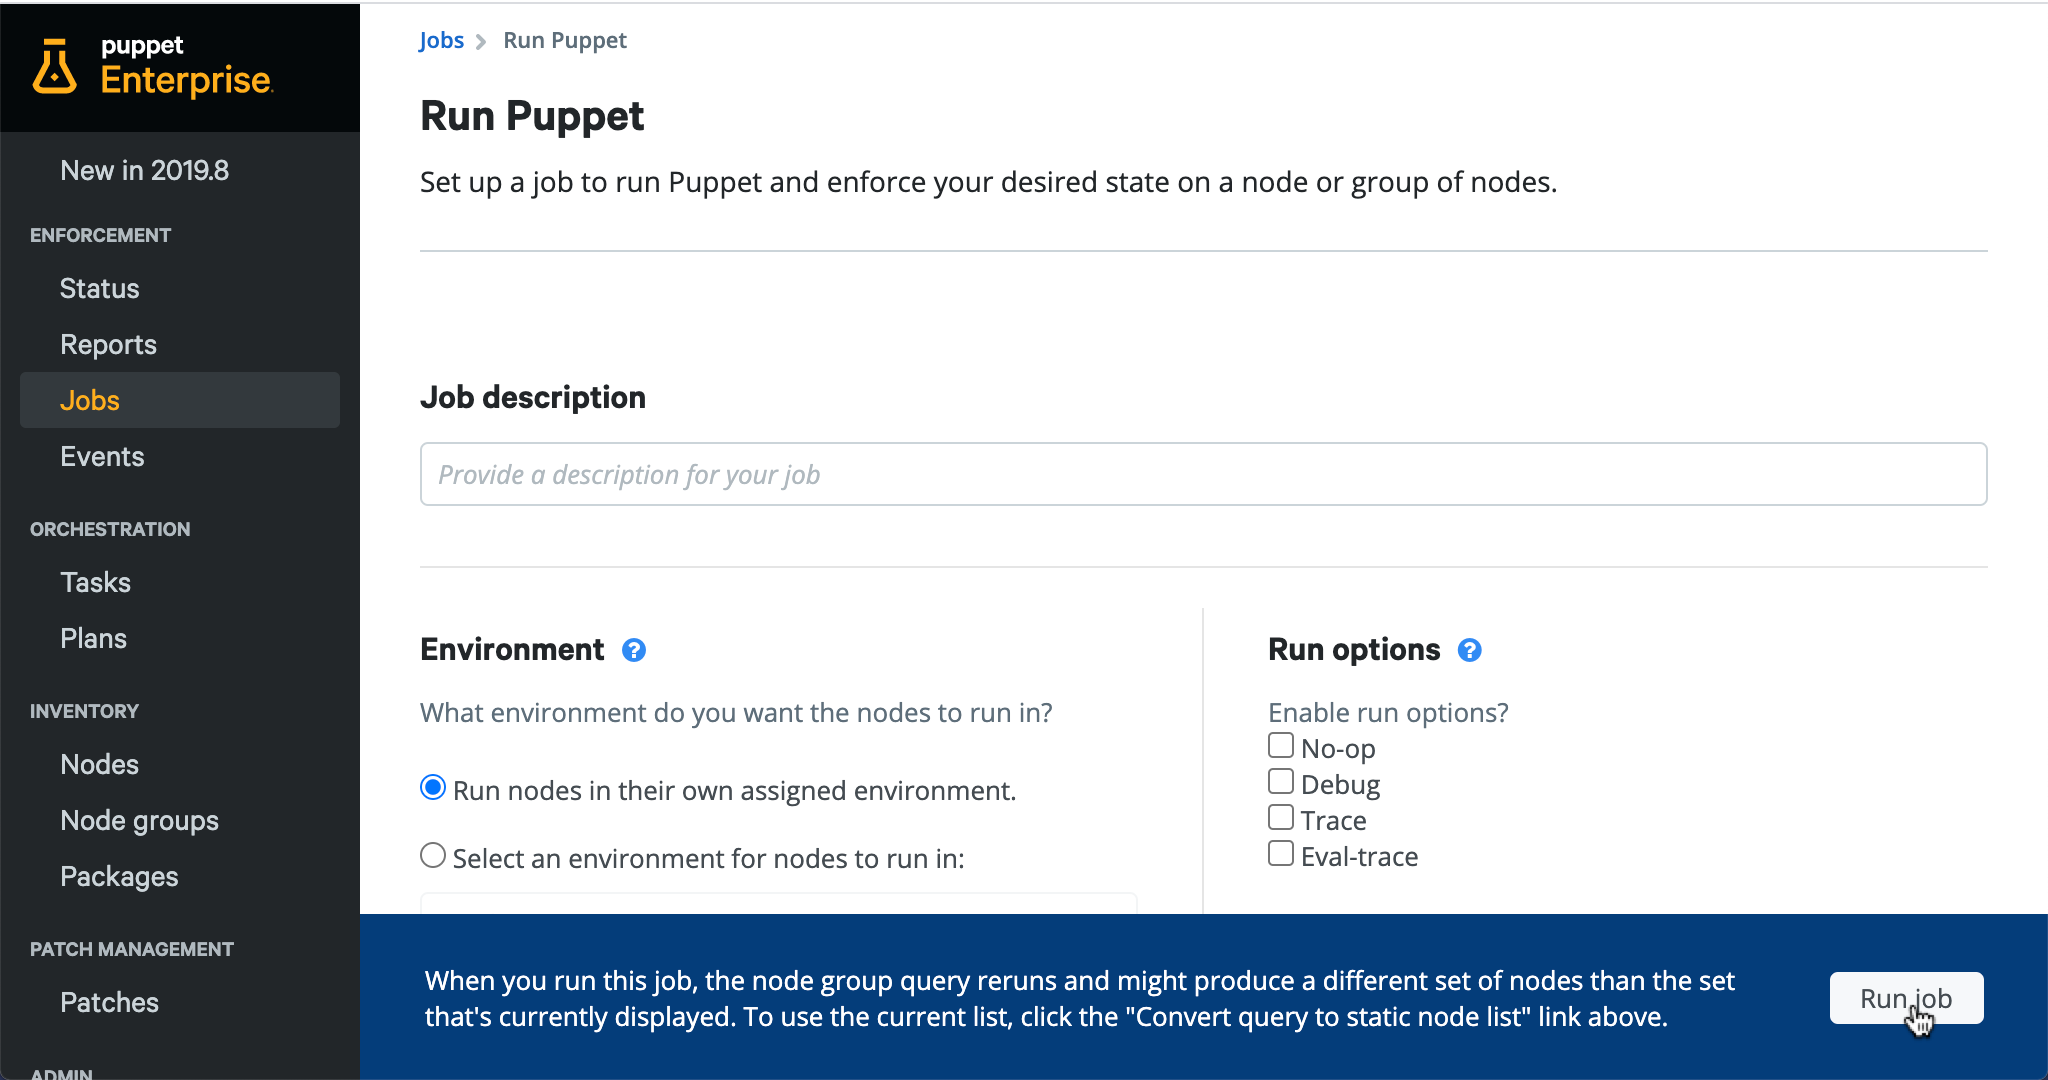 puppet
Enterprise
New in 2019.8
ENFORCEMENT
Status
Reports
Jobs
Events
ORCHESTRATION
Tasks
Plans
INVENTORY
Nodes
Node groups
Packages
PATCH MANAGEMENT
Patches
ADMIN
Jobs > Run Puppet
Run Puppet
Set up a job to run Puppet and enforce your desired state on a node or group of nodes.
Job description
Provide a description for your job
Environment ?
What environment do you want the nodes to run in?
Run nodes in their own assigned environment.
Select an environment for nodes to run in:
Run options ?
Enable run options?
No-op
Debug
Trace
Eval-trace
When you run this job, the node group query reruns and might produce a different set of nodes than the set
that's currently displayed. To use the current list, click the "Convert query to static node list" link above.
Run job